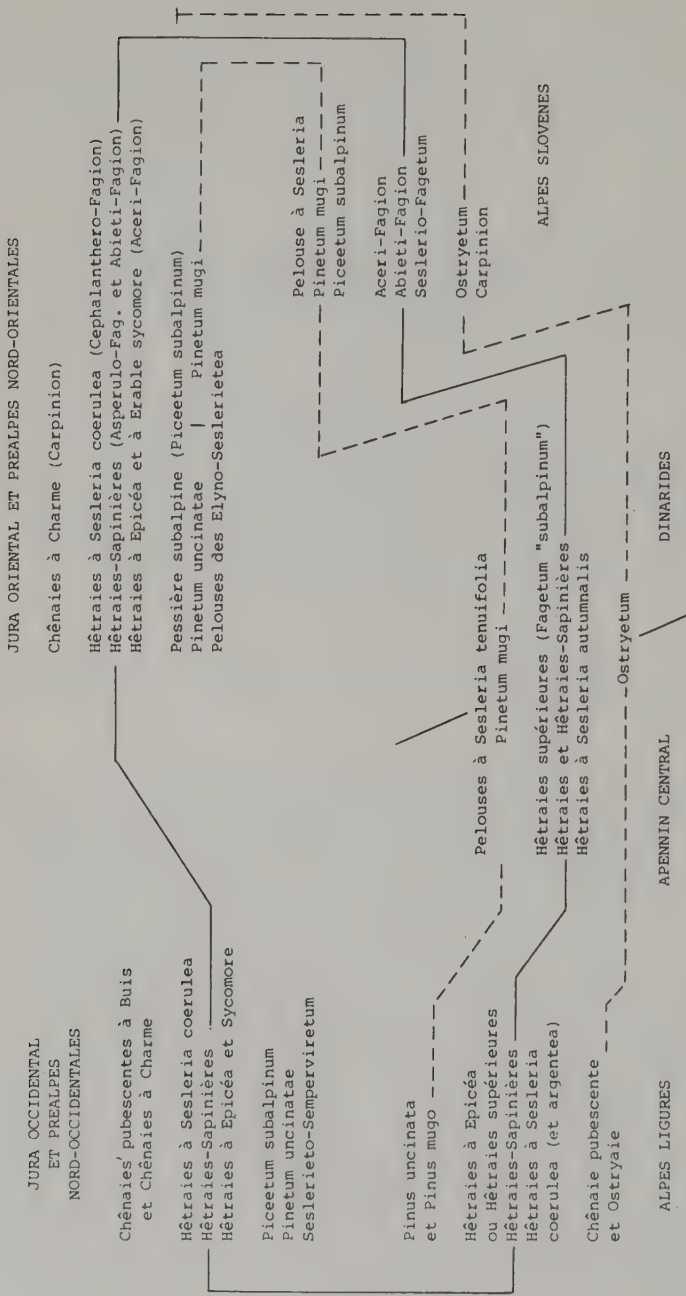 JURA OCCIDENTAL
ET PREALPES
NORD-OCCIDENTALES
Chênaies' pubescentes à Buis
et Chênaies à Charme
Hêtraies à Sesleria coerulea
Hêtraies-Sapinières
Hêtraies à Epicéa et Sycomore
Piceetum subalpinum
Pinetum uncinatae
Seslerieto-Semperviretum
JURA ORIENTAL ET PREALPES NORD-ORIENTALES
Chênaies à Charme (Carpinion)
Hêtraies à Sesleria coerulea (Cephalanthero-Fagion)
Hêtraies-Sapinières (Asperulo-Fag. et Abieti-Fagion)
Hêtraies à Epicéa et à Erable sycomore (Aceri-Fagion)
Pessière subalpine (Piceetum subalpinum)
Pinetum uncinatae | Pinetum mugi
Pelouses des Elyno-Seslerietea
Pinus uncinata
et Pinus mugo
Hêtraies à Epicéa
ou Hêtraies supérieures
Hêtraies-Sapinières
Hêtraies à Sesleria
coerulea (et argentea)
Chênaie pubescente
et Ostryaie
ALPES LIGURES
Pelouses à Sesleria tenuifolia
Pinetum mugi
Hêtraies supérieures (Fagetum "subalpinum")
Hêtraies et Hêtraies-Sapinières
Hêtraies à Sesleria autumnalis
Ostryetum
APENNIN CENTRAL
DINARIDES
Pelouse à Sesleria
Pinetum mugi
Piceetum subalpinum
Aceri-Fagion
Abieti-Fagion
Seslerio-Fagetum
Ostryetum
Carpinion
ALPES SLOVENES